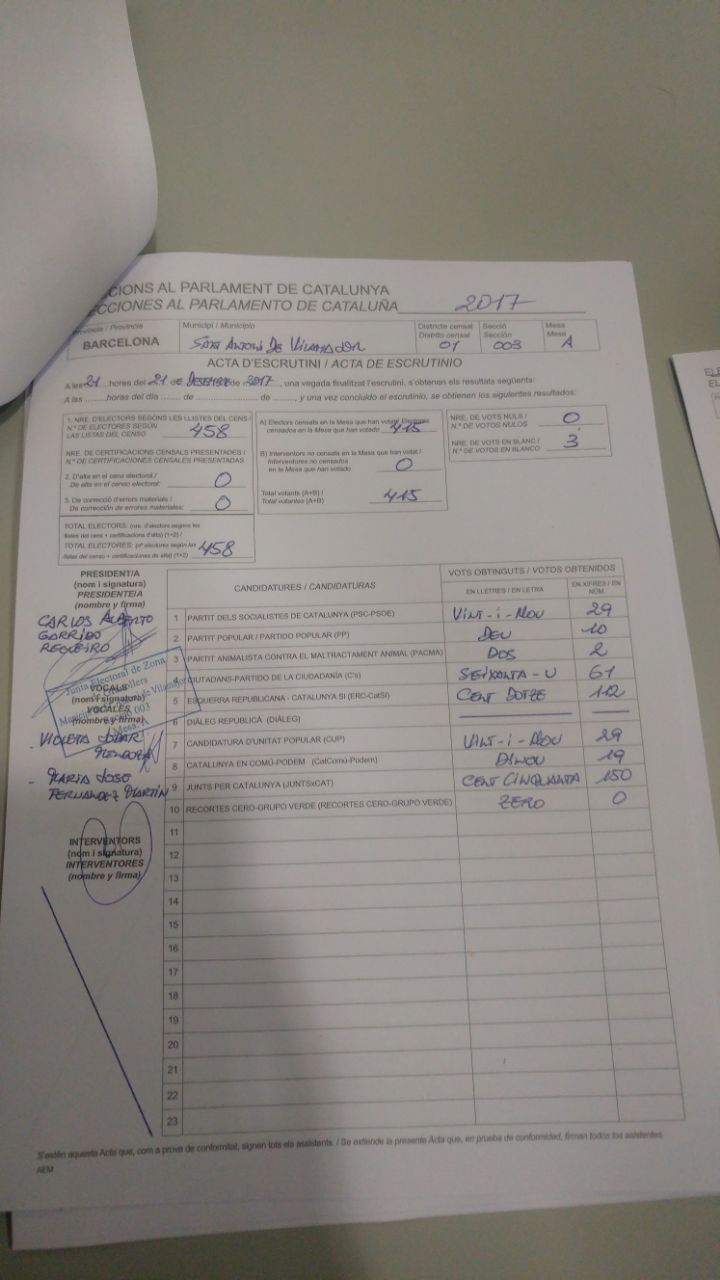 CIONS AL PARLAMENT DE CATALUNYA
ECCIONES AL PARLAMENTO DE CATALUÑA 2017
Província / Provincia
BARCELONA
Municipi / Municipio
SANT ANTONI DE VILAMAJOR
Districte censal
Distrito censal
01
Secció
Sección
003
Mesa
Mesa
A
ACTA D'ESCRUTINI / ACTA DE ESCRUTINIO
A les 21 hores del 21 de DESEMBRE de 2017, una vegada finalitzat l'escrutini, s'obtenen els resultats següents:
A las ......... horas del día ...... de ............... de ........, y una vez concluido el escrutinio, se obtienen los siguientes resultados:
1. NRE. D'ELECTORS SEGONS LES LLISTES DEL CENS /
N.º DE ELECTORES SEGÚN
LAS LISTAS DEL CENSO 458
NRE. DE CERTIFICACIONS CENSALS PRESENTADES /
N.º DE CERTIFICACIONES CENSALES PRESENTADAS
2. D'alta en el cens electoral /
De alta en el censo electoral: 0
3. De correcció d'errors materials /
De corrección de errores materiales: 0
TOTAL ELECTORS: (nre. d'electors segons les
llistes del cens + certificacions d'alta) (1+2) /
TOTAL ELECTORES: (nº electores según las
listas del censo + certificaciones de alta) (1+2) 458
A) Electors censats en la Mesa que han votat / Electores
censados en la Mesa que han votado 415
B) Interventors no censats en la Mesa que han votat /
Interventores no censados
en la Mesa que han votado 0
Total votants (A+B) /
Total votantes (A+B) 415
NRE. DE VOTS NULS /
N.º DE VOTOS NULOS 0
NRE. DE VOTS EN BLANC /
N.º DE VOTOS EN BLANCO 3
PRESIDENT/A
(nom i signatura)
PRESIDENTE/A
(nombre y firma)
CARLOS ALBERTO
GARRIDO
REQUEIRO
Junta Electoral de Zona
VOCALS
(nom i signatura)
VOCALES
(nombre y firma)
003
Mesa
VIOLETA
MARIA JOSE
FERNANDEZ MARTIN
INTERVENTORS
(nom i signatura)
INTERVENTORES
(nombre y firma)
CANDIDATURES / CANDIDATURAS
VOTS OBTINGUTS / VOTOS OBTENIDOS
EN LLETRES / EN LETRA
EN XIFRES / EN NÚM.
1 PARTIT DELS SOCIALISTES DE CATALUNYA (PSC-PSOE) VINT-i-NOU 29
2 PARTIT POPULAR / PARTIDO POPULAR (PP) DEU 10
3 PARTIT ANIMALISTA CONTRA EL MALTRACTAMENT ANIMAL (PACMA) DOS 2
4 CIUTADANS-PARTIDO DE LA CIUDADANÍA (C's) SEIXANTA-U 61
5 ESQUERRA REPUBLICANA - CATALUNYA SÍ (ERC-CatSí) CENT DOTZE 112
6 DIÀLEG REPUBLICÀ (DIÀLEG)
7 CANDIDATURA D'UNITAT POPULAR (CUP) VINT-i-NOU 29
8 CATALUNYA EN COMÚ-PODEM (CatComú-Podem) DINOU 19
9 JUNTS PER CATALUNYA (JUNTSxCAT) CENT CINQUANTA 150
10 RECORTES CERO-GRUPO VERDE (RECORTES CERO-GRUPO VERDE) ZERO 0
11
12
13
14
15
16
17
18
19
20
21
22
23
S'estén aquesta Acta que, com a prova de conformitat, signen tots els assistents. / Se extiende la presente Acta que, en prueba de conformidad, firman todos los asistentes.
AEM